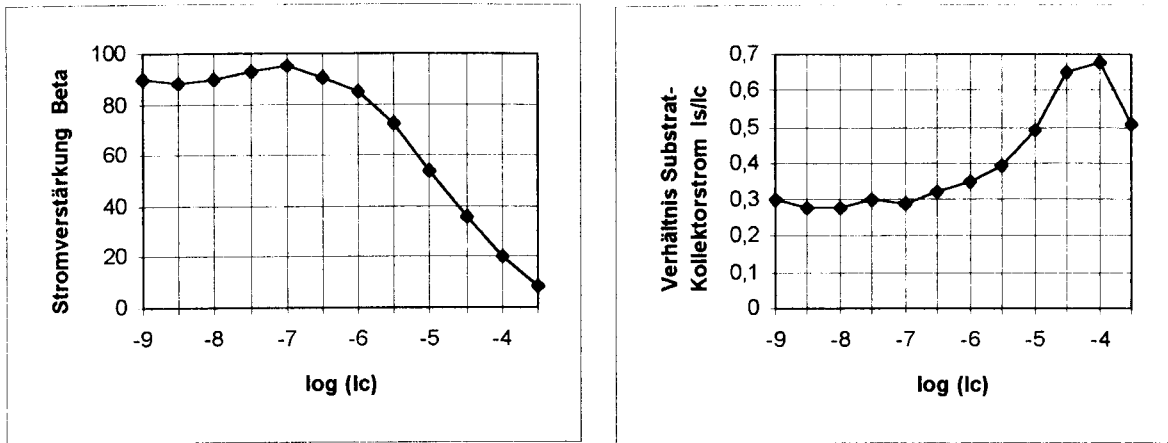 Stromverstärkung Beta
100
80
60
40
20
0
-9 -8 -7 -6 -5 -4
log (Ic)
Verhältnis Substrat-
Kollektorstrom Is/Ic
0,7
0,6
0,5
0,4
0,3
0,2
0,1
0
-9 -8 -7 -6 -5 -4
log (Ic)